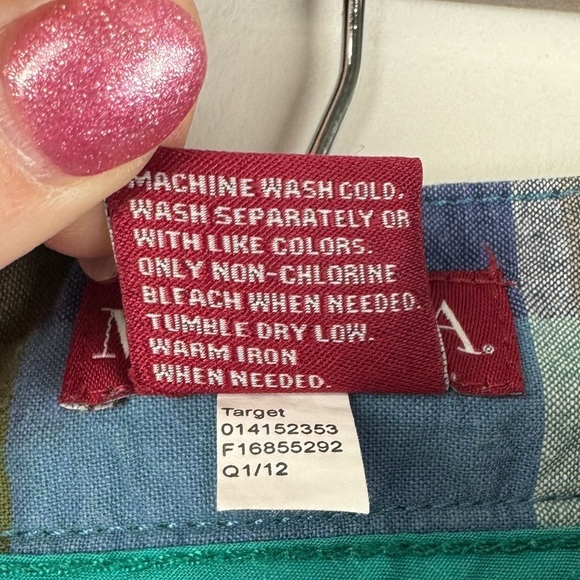 MACHINE WASH COLD.
WASH SEPARATELY OR
WITH LIKE COLORS.
ONLY NON-CHLORINE
BLEACH WHEN NEEDED.
TUMBLE DRY LOW.
WARM IRON
WHEN NEEDED.
M A®
Target
014152353
F16855292
Q1/12